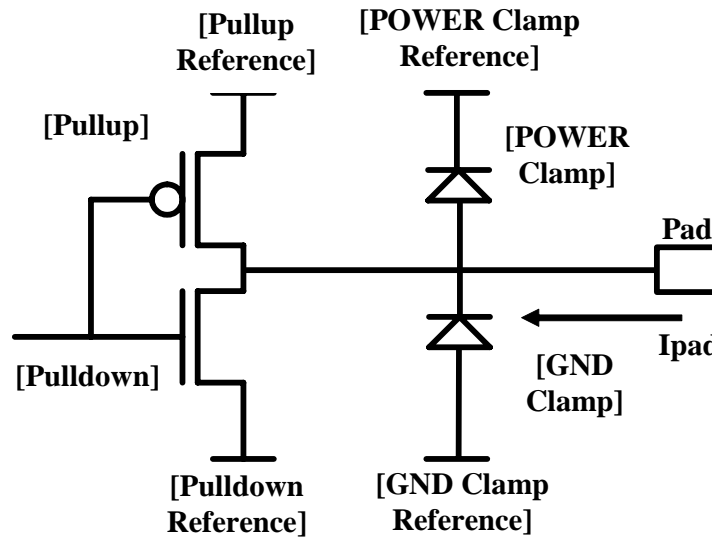 [Pullup
Reference]
[POWER Clamp
Reference]
[Pullup]
[POWER
Clamp]
Pad
Ipad
[Pulldown]
[GND
Clamp]
[Pulldown
Reference]
[GND Clamp
Reference]